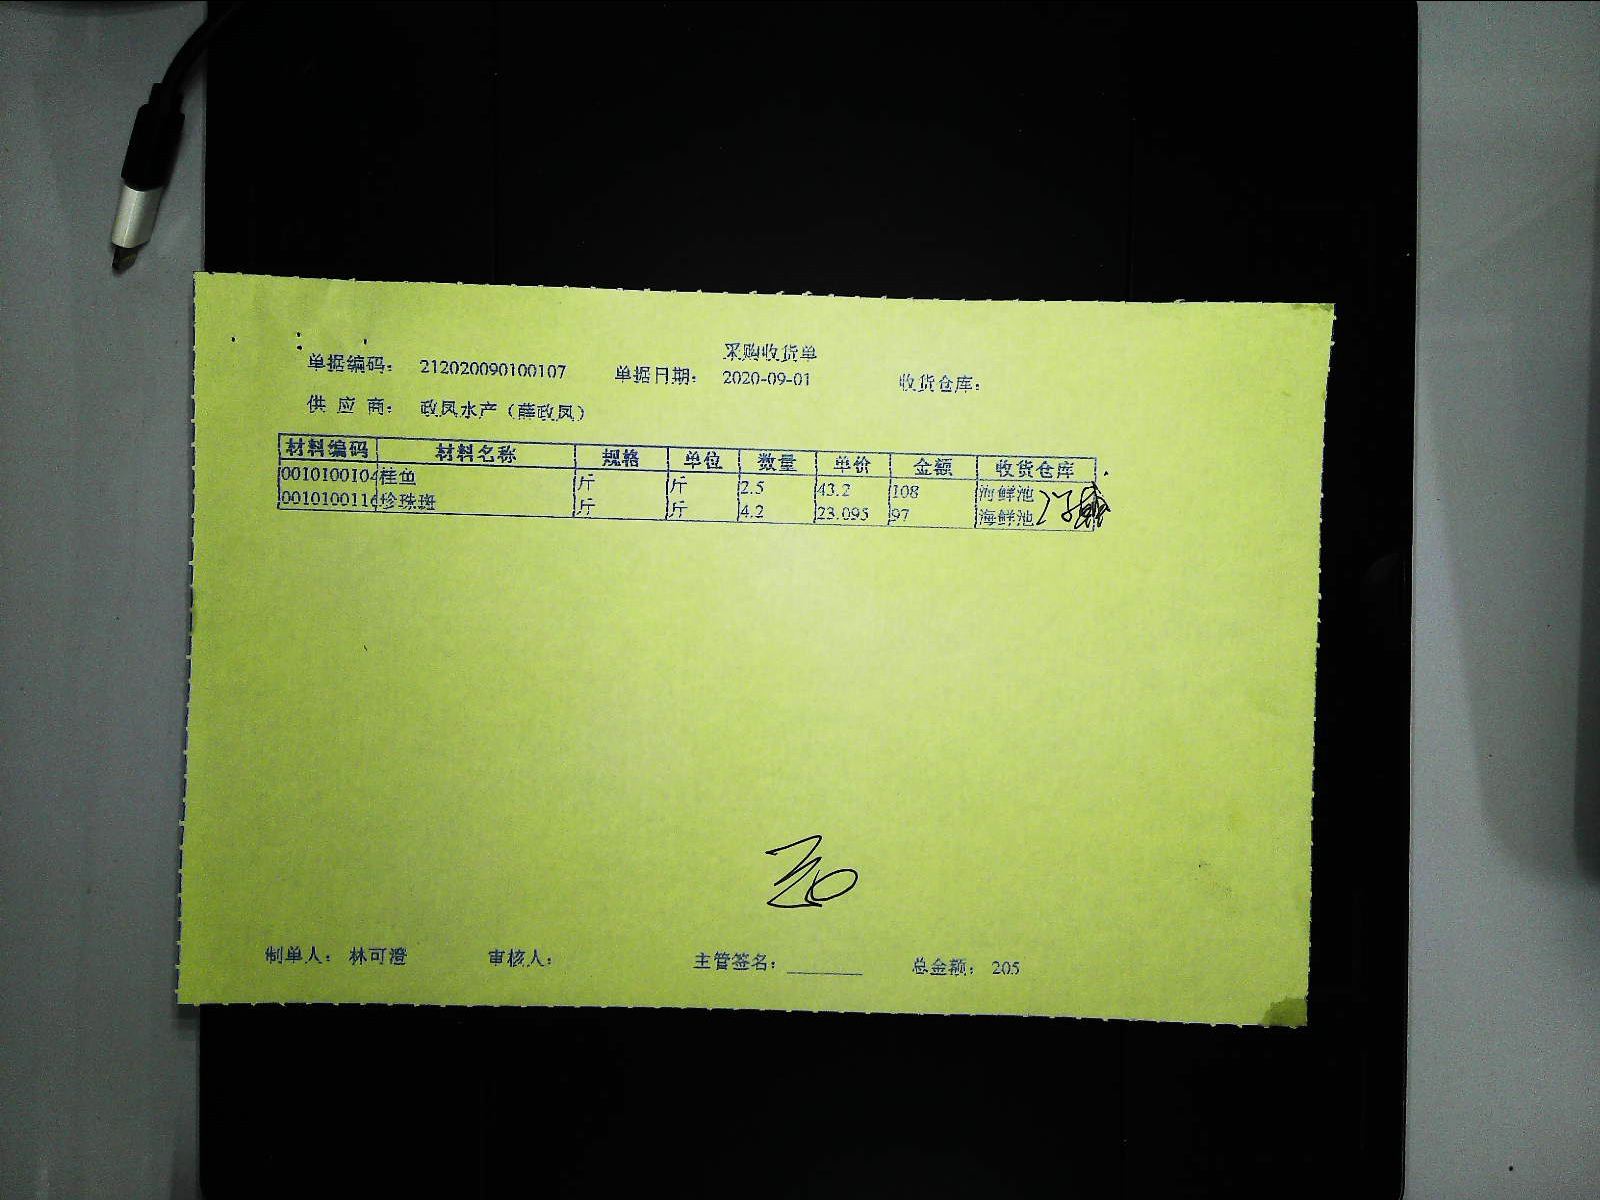 采购收货单
单据编码： 212020090100107 单据日期： 2020-09-01 收货仓库：
供 应 商： 政凤水产（薛政凤）
材料编码 材料名称 规格 单位 数量 单价 金额 收货仓库
0010100104 桂鱼 斤 斤 2.5 43.2 108 海鲜池
001010011 珍珠斑 斤 斤 4.2 23.095 97 海鲜池
制单人： 林可澄 审核人： 主管签名： 总金额： 205